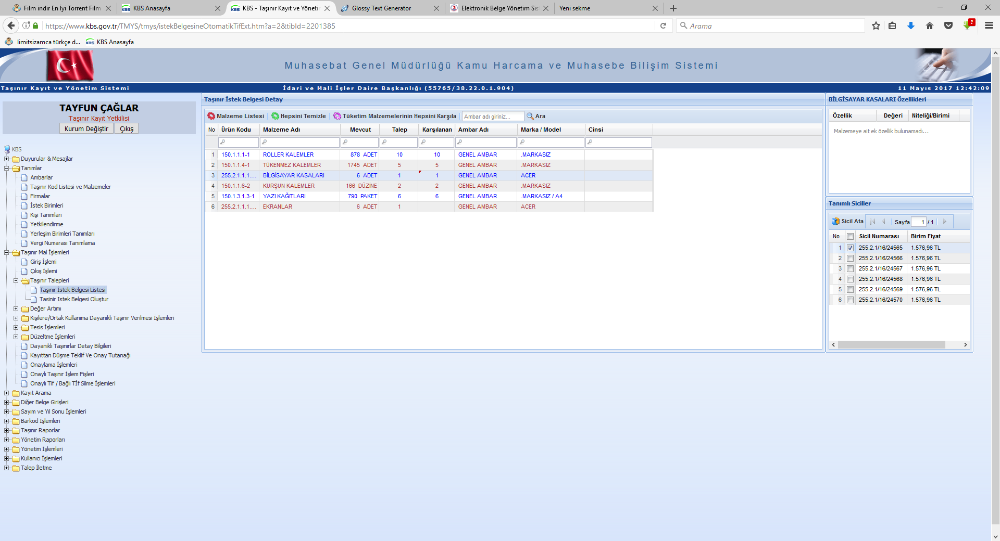 Film indir En İyi Torrent Film
KBS Anasayfa
KBS - Taşınır Kayıt ve Yönetir
Glossy Text Generator
Elektronik Belge Yönetim Sis
Yeni sekme
https://www.kbs.gov.tr/TMYS/tmys/istekBelgesineOtomatikTifExt.htm?a=2&tibId=2201385
Arama
limitsizamca türkçe d...
KBS Anasayfa
Muhasebat Genel Müdürlüğü Kamu Harcama ve Muhasebe Bilişim Sistemi
Taşınır Kayıt ve Yönetim Sistemi
İdari ve Mali İşler Daire Başkanlığı (55765/38.22.0.1.904)
11 Mayıs 2017 12:42:09
TAYFUN ÇAĞLAR
Taşınır Kayıt Yetkilisi
Kurum Değiştir Çıkış
KBS
Duyurular & Mesajlar
Tanımlar
Ambarlar
Taşınır Kod Listesi ve Malzemeler
Firmalar
İstek Birimleri
Kişi Tanımları
Yetkilendirme
Yerleşim Birimleri Tanımları
Vergi Numarası Tanımlama
Taşınır Mal İşlemleri
Giriş İşlemi
Çıkış İşlemi
Taşınır Talepleri
Taşınır İstek Belgesi Listesi
Tasinir Istek Belgesi Oluştur
Değer Artımı
Kişilere/Ortak Kullanıma Dayanıklı Taşınır Verilmesi İşlemleri
Tesis İşlemleri
Düzeltme İşlemleri
Dayanıklı Taşınırlar Detay Bilgileri
Kayıttan Düşme Teklif Ve Onay Tutanağı
Onaylama İşlemleri
Onaylı Taşınır İşlem Fişleri
Onaylı Tif / Bağlı Tİf Silme İşlemleri
Kayıt Arama
Diğer Belge Girişleri
Sayım ve Yıl Sonu İşlemleri
Barkod İşlemleri
Taşınır Raporlar
Yönetim Raporları
Yönetim İşlemleri
Kullanıcı İşlemleri
Talep İletme
Taşınır İstek Belgesi Detay
Malzeme Listesi Hepsini Temizle Tüketim Malzemelerinin Hepsini Karşıla Ambar adı giriniz... Ara
No Ürün Kodu Malzeme Adı Mevcut Talep Karşılanan Ambar Adı Marka / Model Cinsi
1 150.1.1.1-1 ROLLER KALEMLER 878 ADET 10 10 GENEL AMBAR .MARKASIZ
2 150.1.1.4-1 TÜKENMEZ KALEMLER 1745 ADET 5 5 GENEL AMBAR .MARKASIZ
3 255.2.1.1.1.... BİLGİSAYAR KASALARI 6 ADET 1 1 GENEL AMBAR ACER
4 150.1.1.6-2 KURŞUN KALEMLER 166 DÜZİNE 2 2 GENEL AMBAR .MARKASIZ
5 150.1.3.1.3-1 YAZI KAĞITLARI 790 PAKET 6 6 GENEL AMBAR .MARKASIZ / A4
6 255.2.1.1.1.... EKRANLAR 6 ADET 1 GENEL AMBAR ACER
BİLGİSAYAR KASALARI Özellikleri
Özellik Değeri Niteliği/Birimi
Malzemeye ait ek özellik bulunamadı...
Tanımlı Siciller
Sicil Ata Sayfa 1 / 1
No Sicil Numarası Birim Fiyat
1 255.2.1/16/24565 1.576,96 TL
2 255.2.1/16/24566 1.576,96 TL
3 255.2.1/16/24567 1.576,96 TL
4 255.2.1/16/24568 1.576,96 TL
5 255.2.1/16/24569 1.576,96 TL
6 255.2.1/16/24570 1.576,96 TL